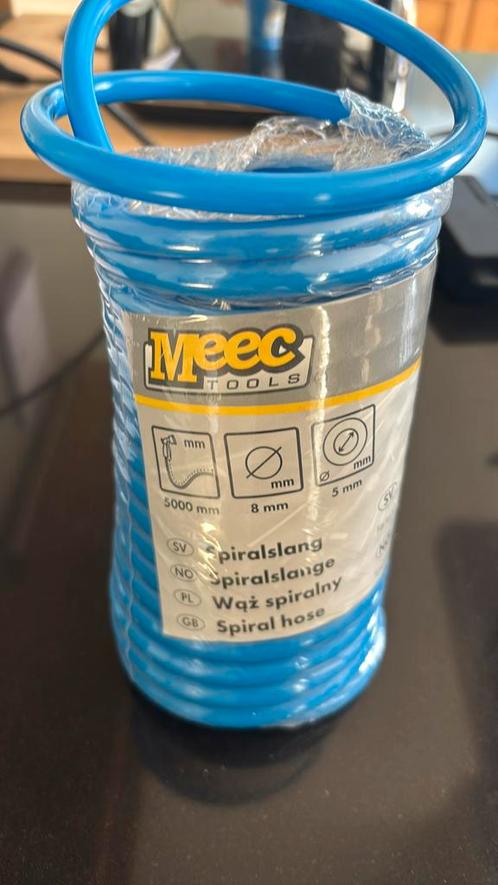 Meec
TOOLS
mm
mm
mm
5000 mm
8 mm
5 mm
SV Spiralslang
NO Spiralslange
PL Wąż spiralny
GB Spiral hose
SV